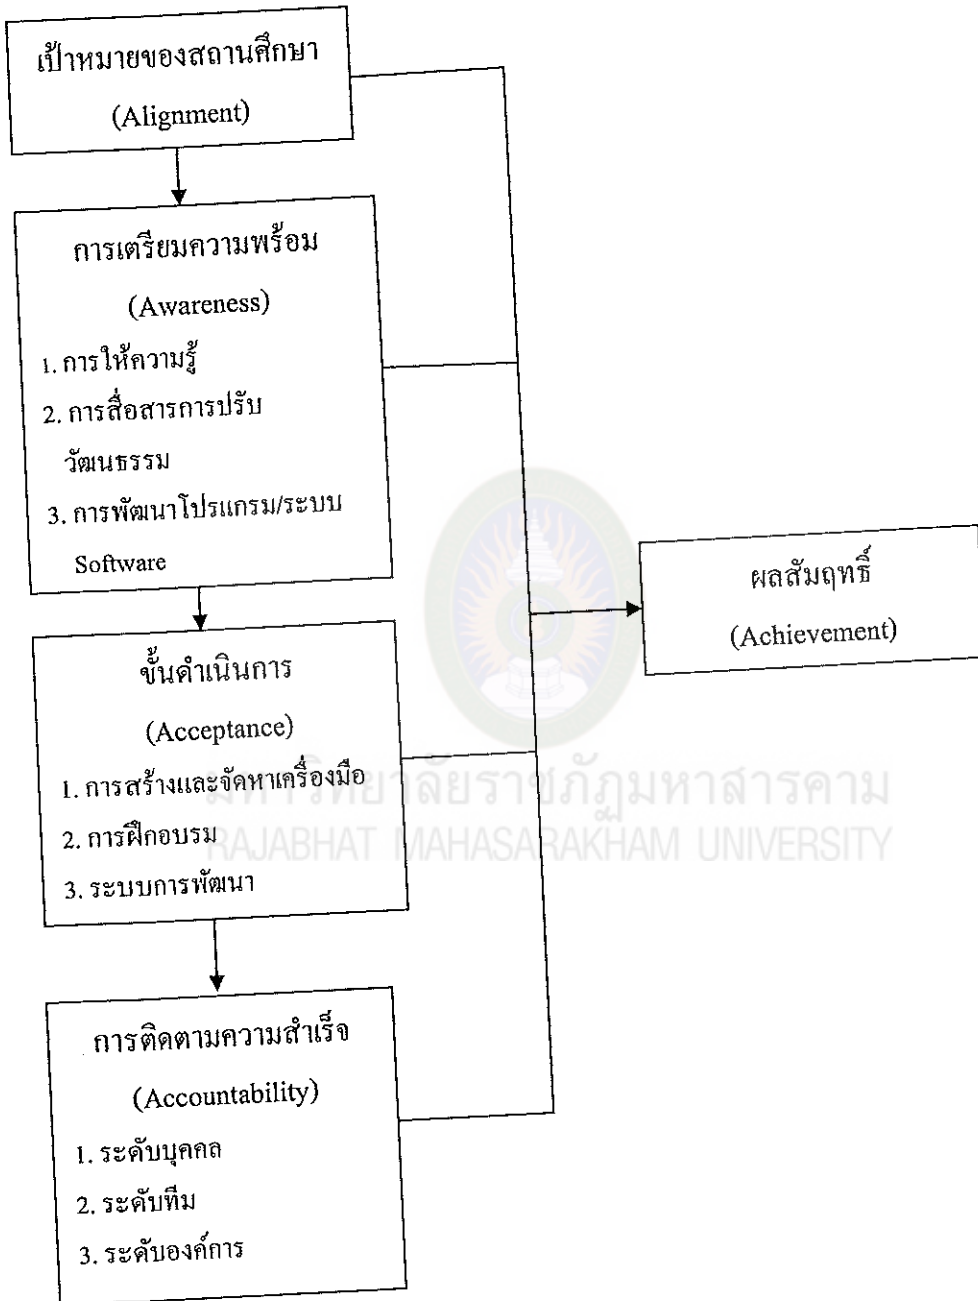 เป้าหมายของสถานศึกษา
(Alignment)
การเตรียมความพร้อม
(Awareness)
1. การให้ความรู้
2. การสื่อสารการปรับ
วัฒนธรรม
3. การพัฒนาโปรแกรม/ระบบ
Software
ขั้นดำเนินการ
(Acceptance)
1. การสร้างและจัดหาเครื่องมือ
2. การฝึกอบรม
3. ระบบการพัฒนา
การติดตามความสำเร็จ
(Accountability)
1. ระดับบุคคล
2. ระดับทีม
3. ระดับองค์การ
ผลสัมฤทธิ์
(Achievement)
มหาวิทยาลัยราชภัฏมหาสารคาม
RAJABHAT MAHASARAKHAM UNIVERSITY